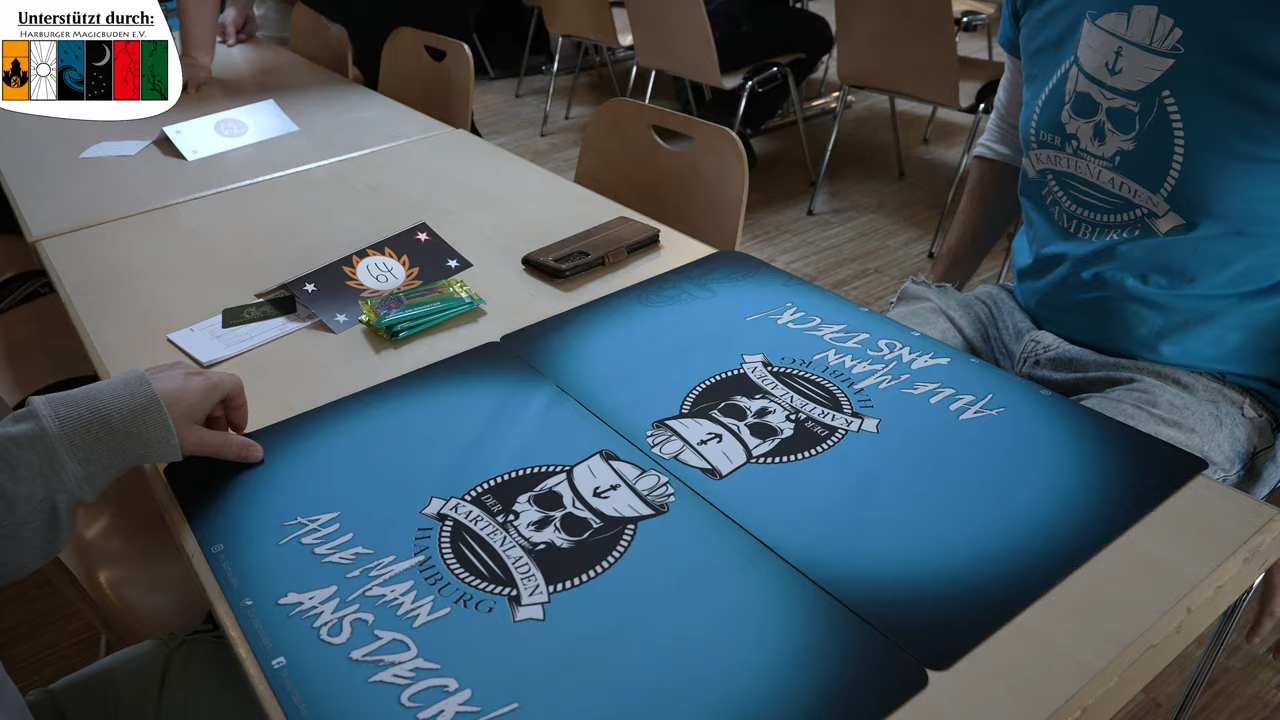 Unterstützt durch:
HARBURGER MAGICBUDEN E.V.
62
64
DER
KARTENLADEN
HAMBURG
ALLE MANN
ANS DECK!
DER
KARTENLADEN
HAMBURG
DER
KARTENLADEN
HAMBURG
ALLE MANN
ANS DECK!